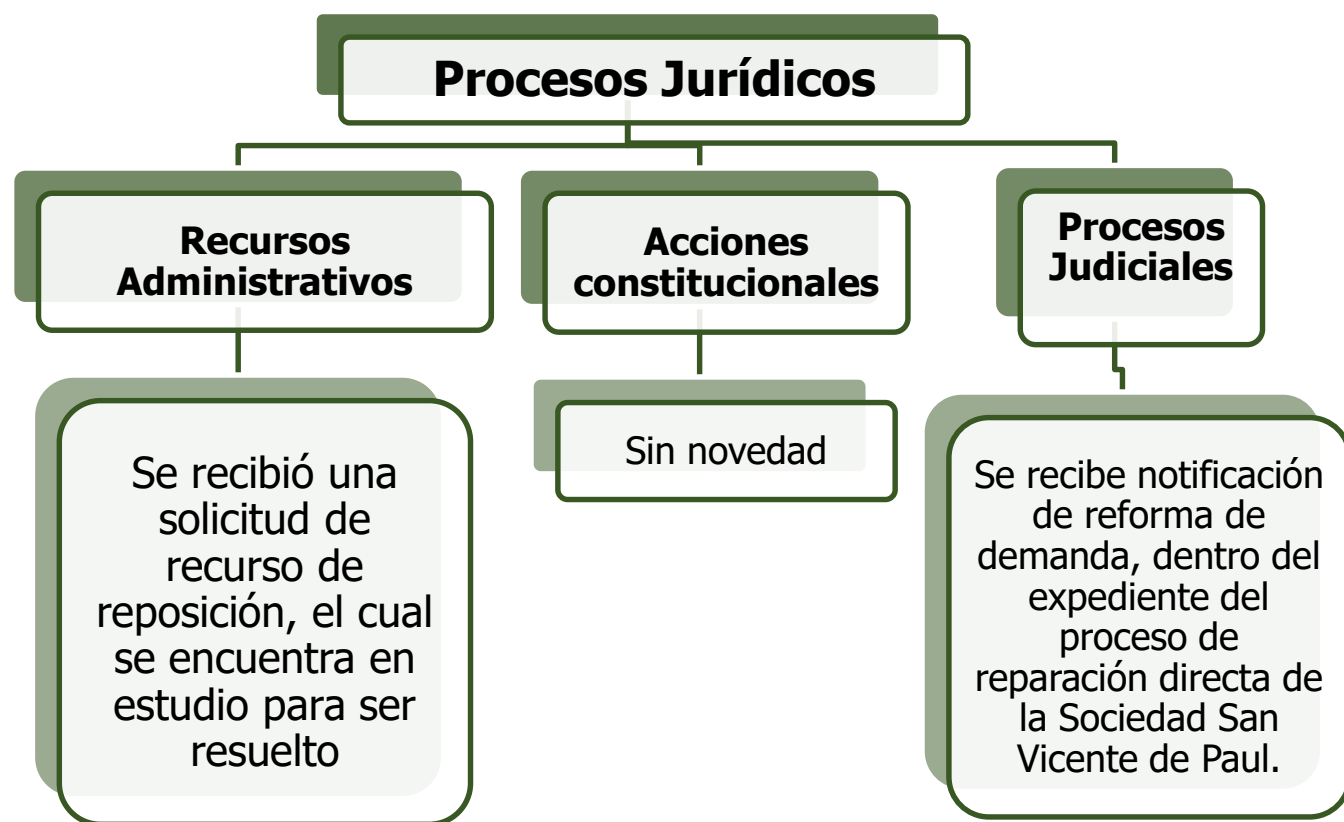 Procesos Jurídicos
Recursos
Administrativos
Acciones
constitucionales
Procesos
Judiciales
Se recibió una
solicitud de
recurso de
reposición, el cual
se encuentra en
estudio para ser
resuelto
Sin novedad
Se recibe notificación
de reforma de
demanda, dentro del
expediente del
proceso de
reparación directa de
la Sociedad San
Vicente de Paul.